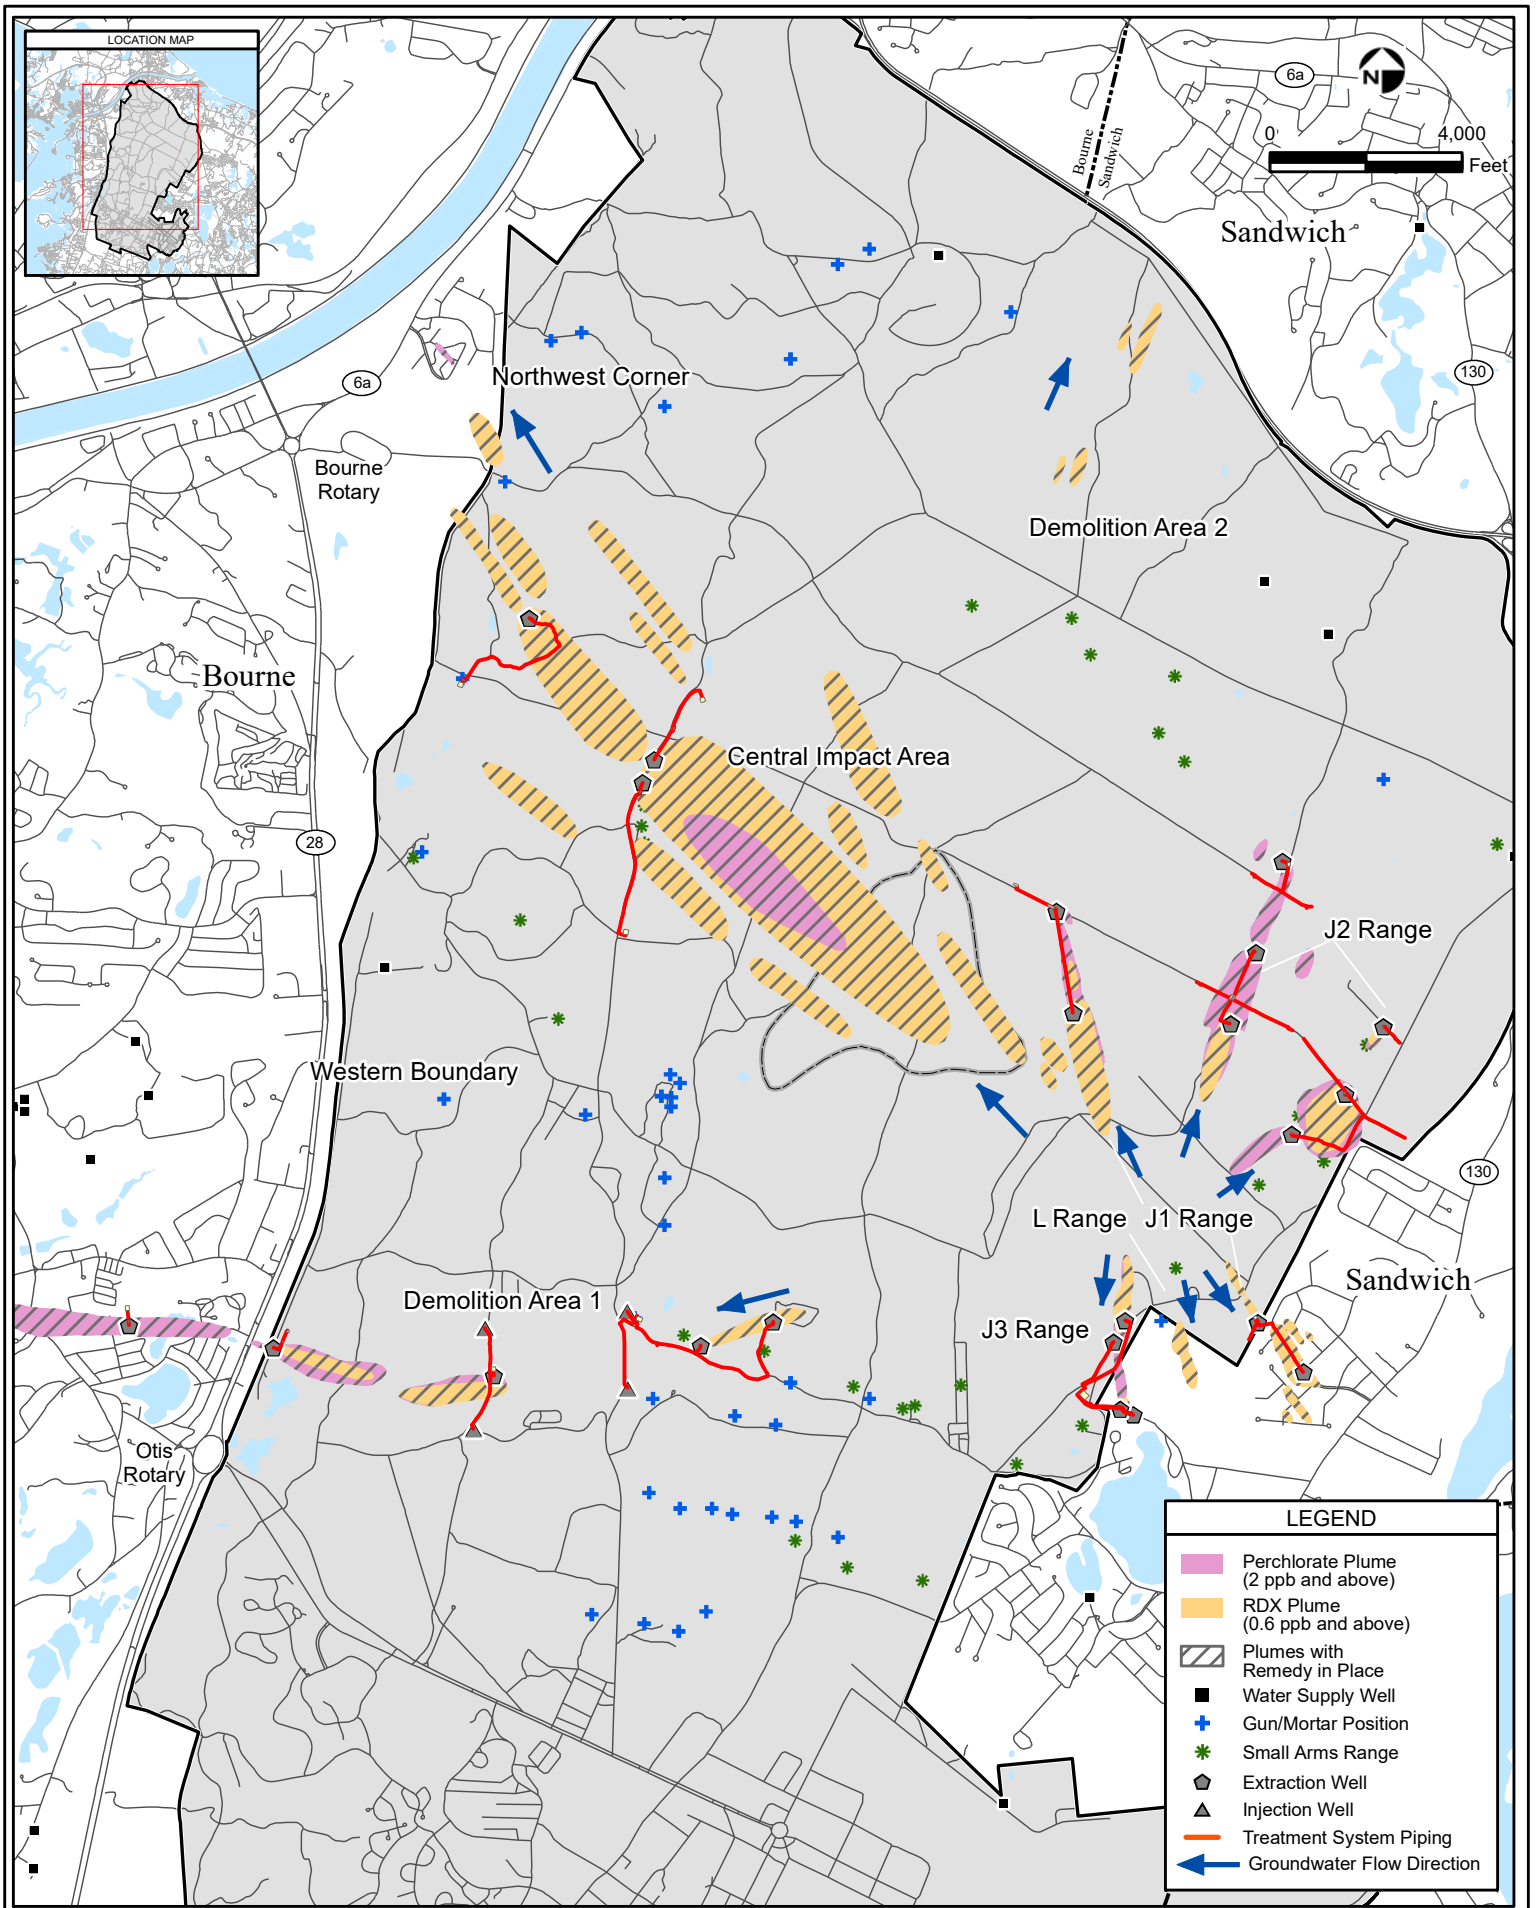 LOCATION MAP
6a
N
0
4,000
Feet
Bourne
Sandwich
Sandwich
130
6a
Northwest Corner
Bourne
Rotary
Demolition Area 2
Bourne
Central Impact Area
28
J2 Range
Western Boundary
130
L Range
J1 Range
Sandwich
Demolition Area 1
J3 Range
Otis
Rotary
LEGEND
Perchlorate Plume
(2 ppb and above)
RDX Plume
(0.6 ppb and above)
Plumes with
Remedy in Place
Water Supply Well
Gun/Mortar Position
Small Arms Range
Extraction Well
Injection Well
Treatment System Piping
Groundwater Flow Direction